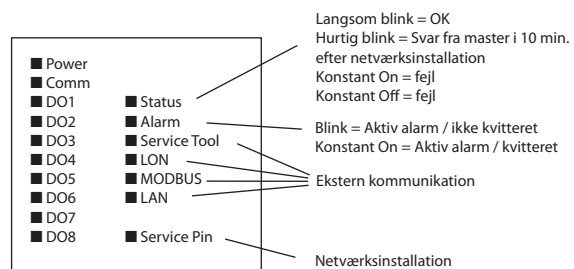 Langsom blink = OK
Hurtig blink = Svar fra master i 10 min.
efter netværksinstallation
Konstant On = fejl
Konstant Off = fejl
Power
Comm
DO1 Status
DO2 Alarm
DO3 Service Tool
DO4 LON
DO5 MODBUS
DO6 LAN
DO7
DO8 Service Pin
Blink = Aktiv alarm / ikke kvitteret
Konstant On = Aktiv alarm / kvitteret
Ekstern kommunikation
Netværksinstallation